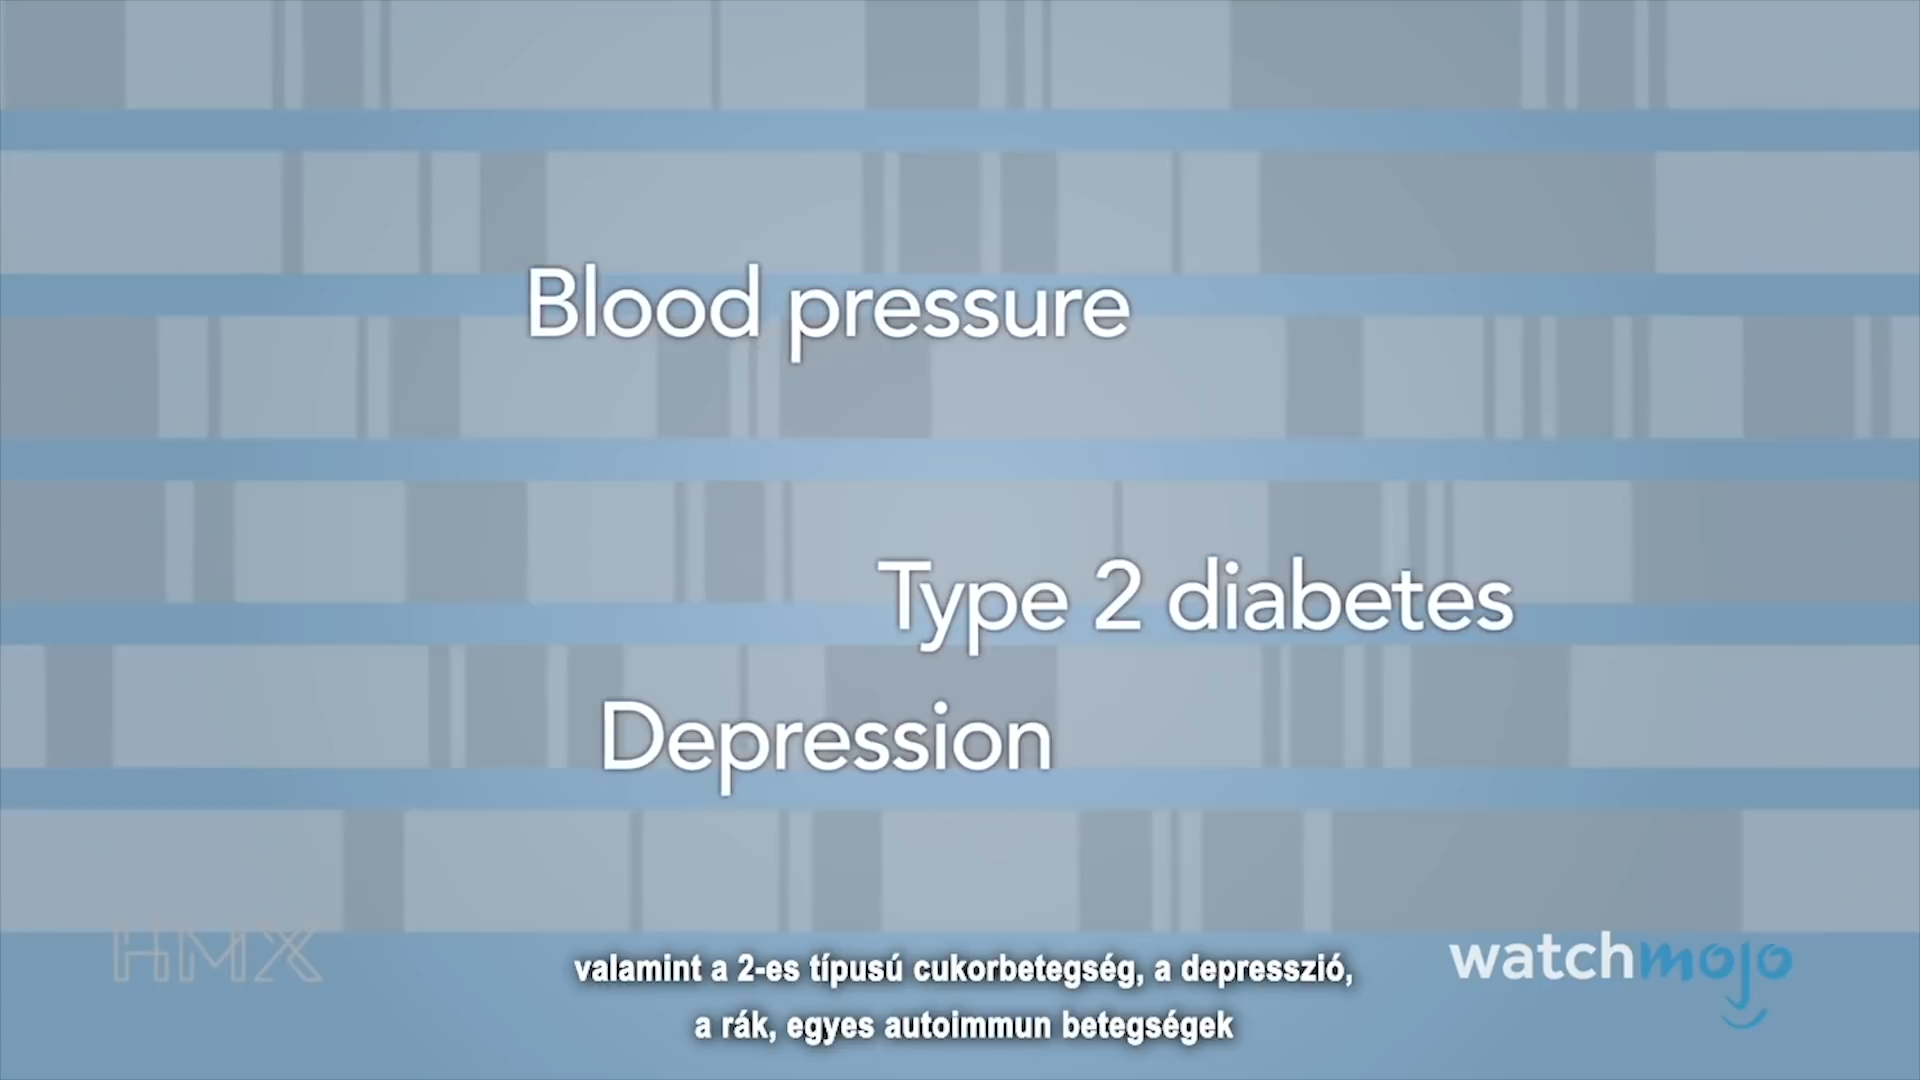 Blood pressure
Type 2 diabetes
Depression
HMX
watchmojo
valamint a 2-es típusú cukorbetegség, a depresszió,
a rák, egyes autoimmun betegségek